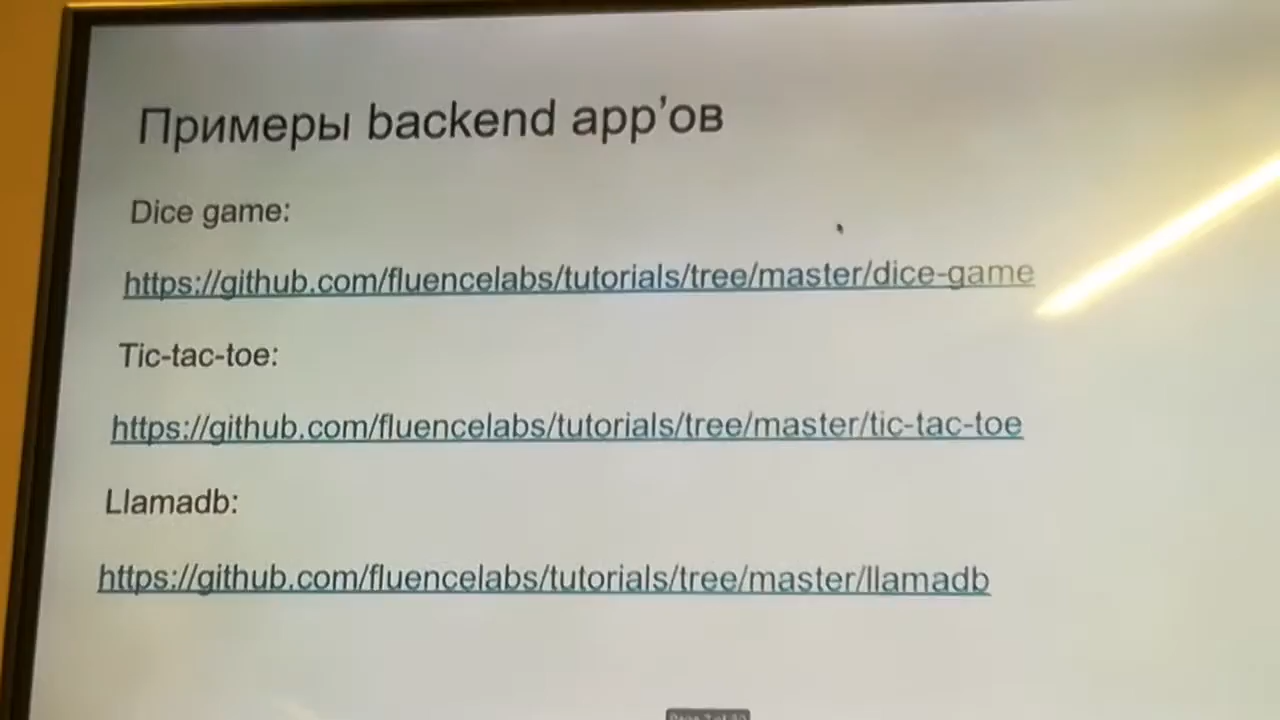 Примеры backend app’ов
Dice game:
https://github.com/fluencelabs/tutorials/tree/master/dice-game
Tic-tac-toe:
https://github.com/fluencelabs/tutorials/tree/master/tic-tac-toe
Llamadb:
https://github.com/fluencelabs/tutorials/tree/master/llamadb